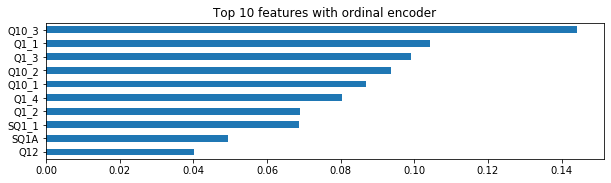 Top 10 features with ordinal encoder
Q10_3
Q1_1
Q1_3
Q10_2
Q10_1
Q1_4
Q1_2
SQ1_1
SQ1A
Q12
0.00 0.02 0.04 0.06 0.08 0.10 0.12 0.14